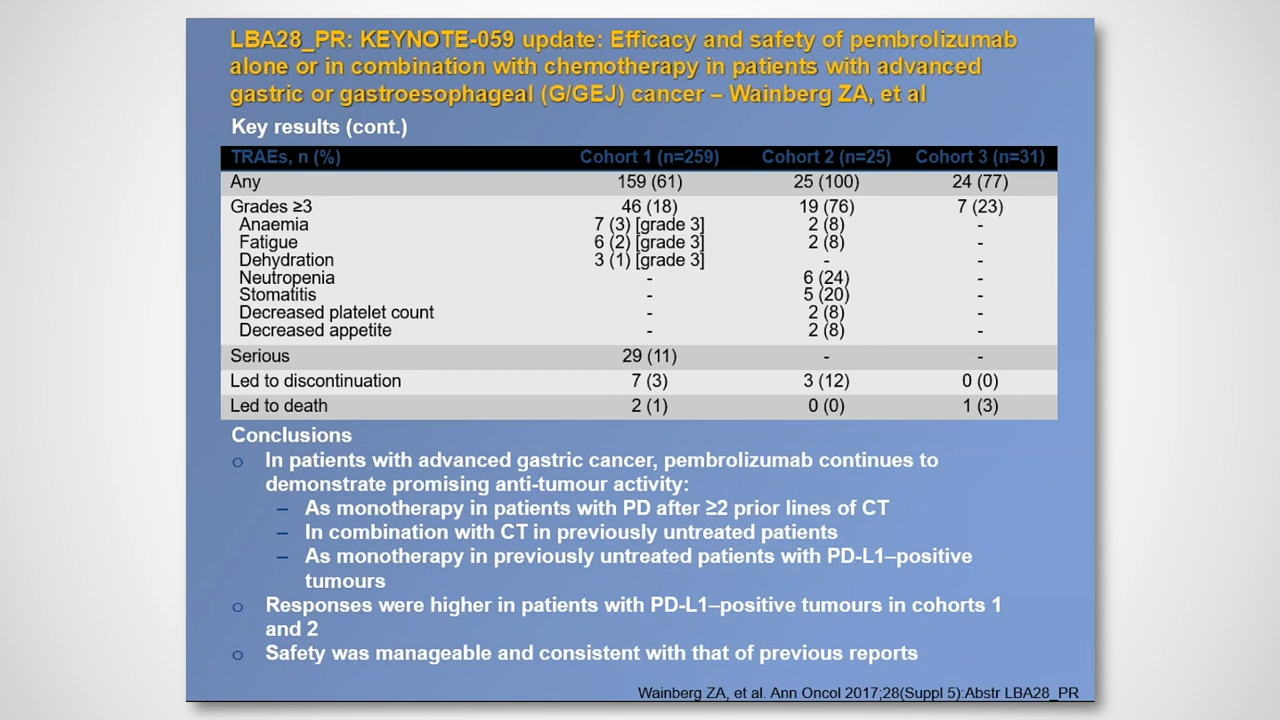 LBA28_PR: KEYNOTE-059 update: Efficacy and safety of pembrolizumab
alone or in combination with chemotherapy in patients with advanced
gastric or gastroesophageal (G/GEJ) cancer – Wainberg ZA, et al
Key results (cont.)
TRAEs, n (%) Cohort 1 (n=259) Cohort 2 (n=25) Cohort 3 (n=31)
Any 159 (61) 25 (100) 24 (77)
Grades ≥3 46 (18) 19 (76) 7 (23)
Anaemia 7 (3) [grade 3] 2 (8) -
Fatigue 6 (2) [grade 3] 2 (8) -
Dehydration 3 (1) [grade 3] - -
Neutropenia - 6 (24) -
Stomatitis - 5 (20) -
Decreased platelet count - 2 (8) -
Decreased appetite - 2 (8) -
Serious 29 (11) - -
Led to discontinuation 7 (3) 3 (12) 0 (0)
Led to death 2 (1) 0 (0) 1 (3)
Conclusions
o In patients with advanced gastric cancer, pembrolizumab continues to
demonstrate promising anti-tumour activity:
– As monotherapy in patients with PD after ≥2 prior lines of CT
– In combination with CT in previously untreated patients
– As monotherapy in previously untreated patients with PD-L1–positive
tumours
o Responses were higher in patients with PD-L1–positive tumours in cohorts 1
and 2
o Safety was manageable and consistent with that of previous reports
Wainberg ZA, et al. Ann Oncol 2017;28(Suppl 5):Abstr LBA28_PR